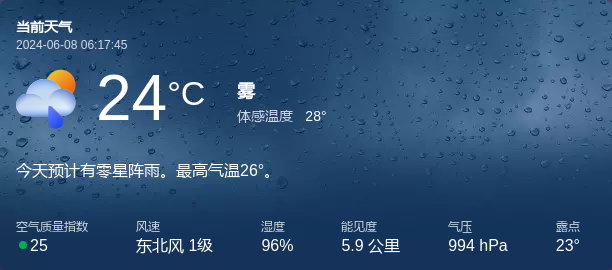 当前天气
2024-06-08 06:17:45
24°C
雾
体感温度 28°
今天预计有零星阵雨。最高气温26°。
空气质量指数 风速 湿度 能见度 气压 露点
25 东北风 1级 96% 5.9 公里 994 hPa 23°